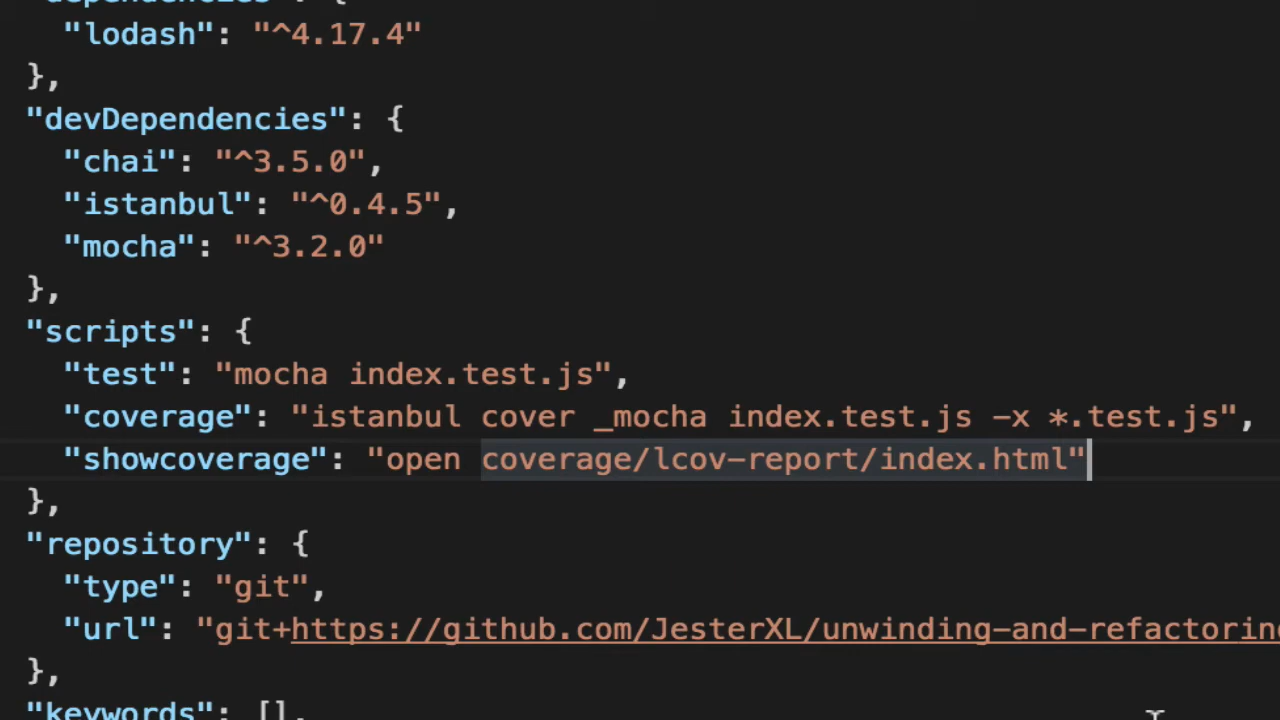 "dependencies": {
"lodash": "^4.17.4"
},
"devDependencies": {
"chai": "^3.5.0",
"istanbul": "^0.4.5",
"mocha": "^3.2.0"
},
"scripts": {
"test": "mocha index.test.js",
"coverage": "istanbul cover _mocha index.test.js -x *.test.js",
"showcoverage": "open coverage/lcov-report/index.html"
},
"repository": {
"type": "git",
"url": "git+https://github.com/JesterXL/unwinding-and-refactoring
},
"keywords": [],